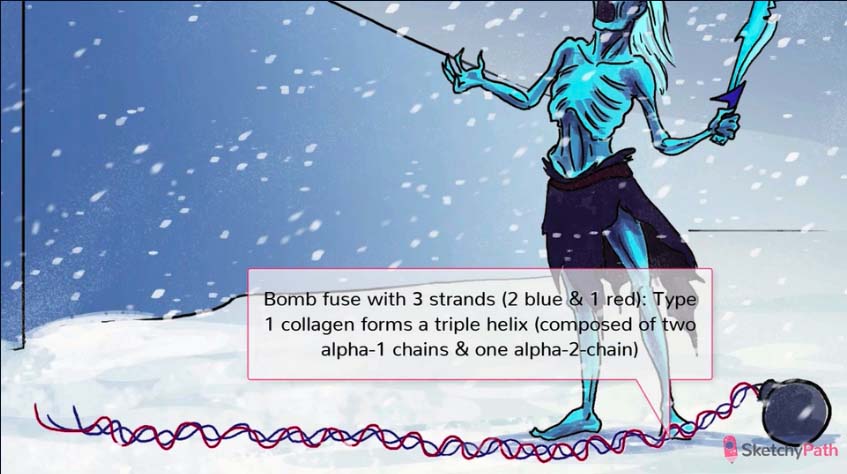 Bomb fuse with 3 strands (2 blue & 1 red): Type
1 collagen forms a triple helix (composed of two
alpha-1 chains & one alpha-2-chain)
SketchyPath